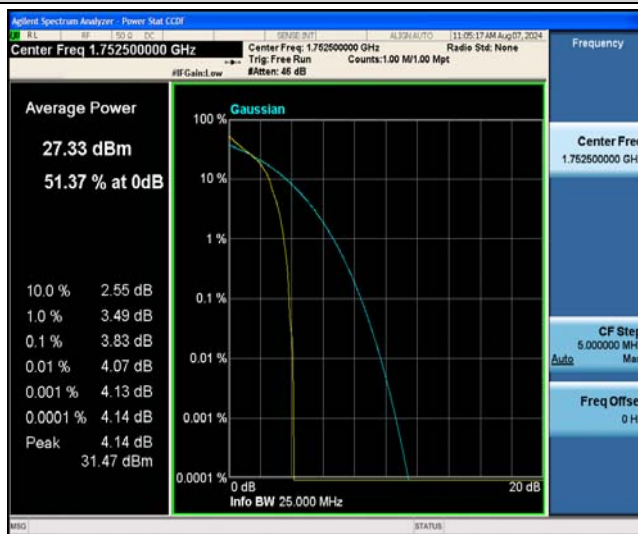 Agilent Spectrum Analyzer - Power Stat CCDF
RL RF 50 Ω DC SENSE:INT ALIGN AUTO 11:05:17 AM Aug 07, 2024
Center Freq 1.752500000 GHz
Center Freq: 1.752500000 GHz Radio Std: None
Trig: Free Run Counts:1.00 M/1.00 Mpt
#IFGain:Low #Atten: 46 dB
Frequency
Average Power
27.33 dBm
51.37 % at 0dB
10.0 % 2.55 dB
1.0 % 3.49 dB
0.1 % 3.83 dB
0.01 % 4.07 dB
0.001 % 4.13 dB
0.0001 % 4.14 dB
Peak 4.14 dB
31.47 dBm
Gaussian
100 %
10 %
1 %
0.1 %
0.01 %
0.001 %
0.0001 %
0 dB 20 dB
Info BW 25.000 MHz
Center Fre
1.752500000 GH
CF Step
5.000000 MH
Auto Ma
Freq Offse
0 H
MSG STATUS